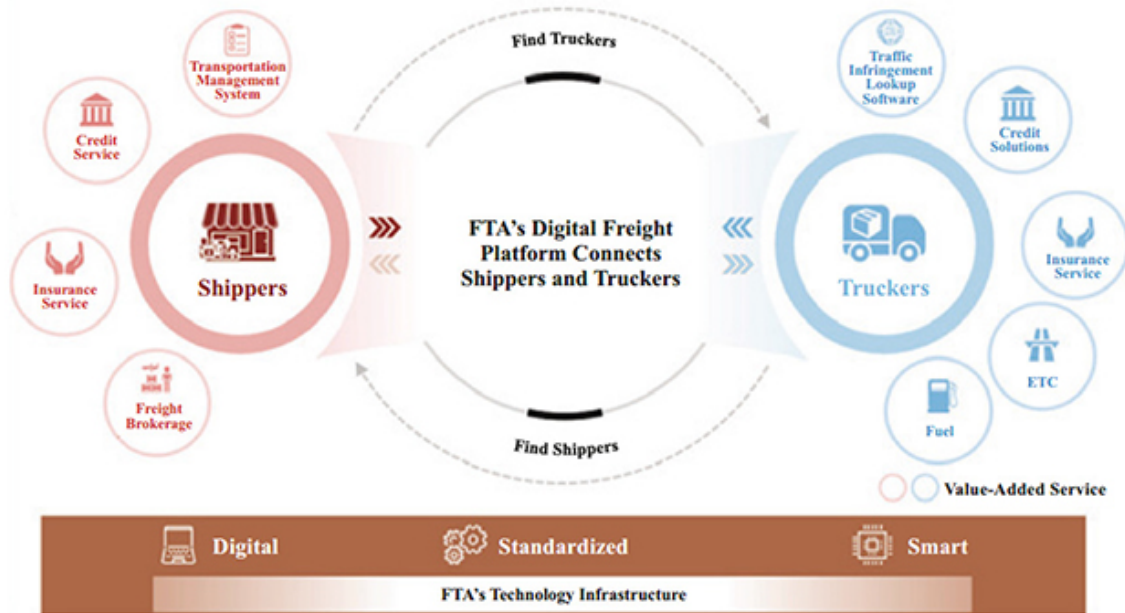 Find Truckers
Transportation
Management
System
Credit
Service
Insurance
Service
Freight
Brokerage
Shippers
FTA's Digital Freight
Platform Connects
Shippers and Truckers
Truckers
Traffic
Infringement
Lookup
Software
Credit
Solutions
Insurance
Service
ETC
Fuel
Find Shippers
Value-Added Service
Digital
Standardized
Smart
FTA's Technology Infrastructure